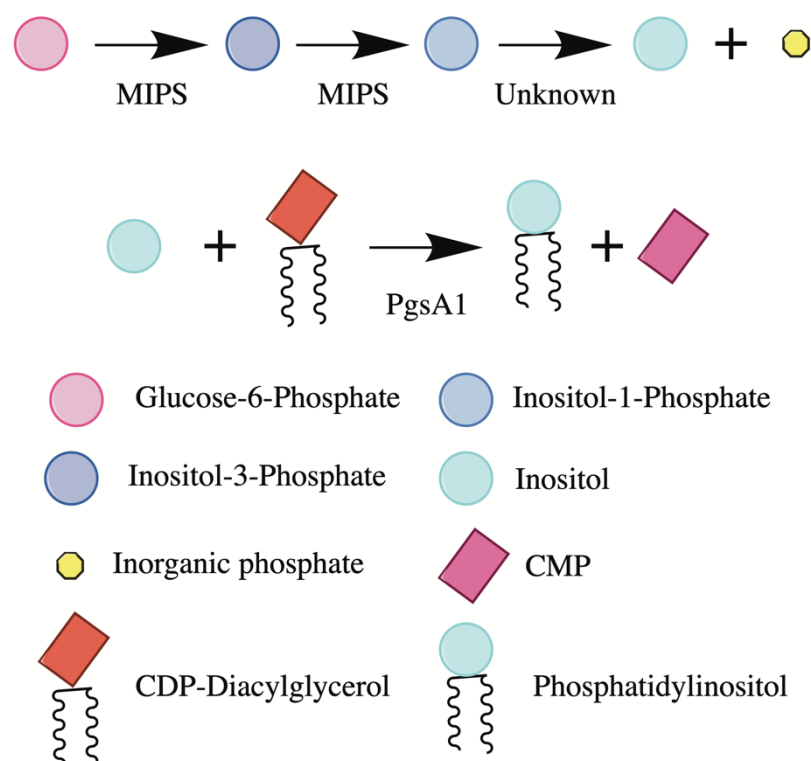 MIPS MIPS Unknown
PgsA1
Glucose-6-Phosphate Inositol-1-Phosphate
Inositol-3-Phosphate Inositol
Inorganic phosphate CMP
CDP-Diacylglycerol Phosphatidylinositol